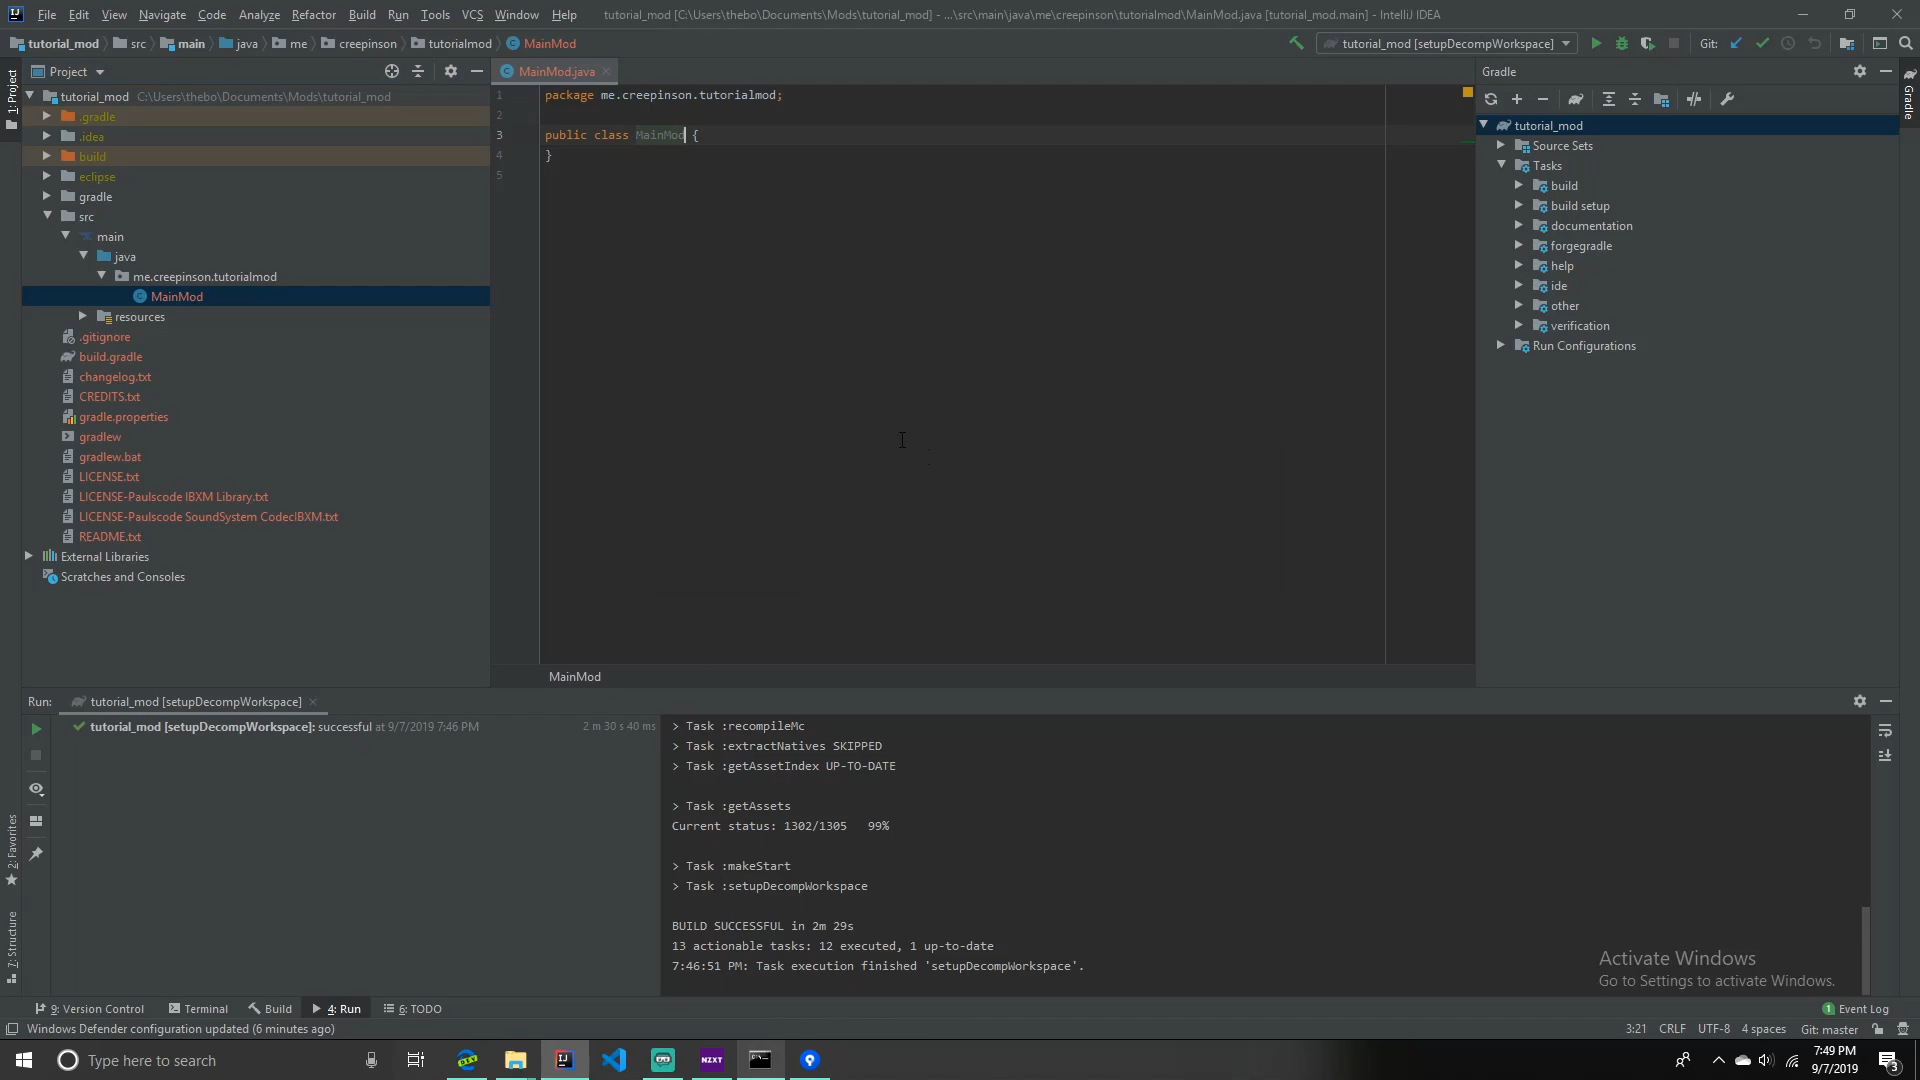 File Edit View Navigate Code Analyze Refactor Build Run Tools VCS Window Help tutorial_mod [C:\Users\thebo\Documents\Mods\tutorial_mod] - ...\src\main\java\me\creepinson\tutorialmod\MainMod.java [tutorial_mod.main] - IntelliJ IDEA
tutorial_mod src main java me creepinson tutorialmod MainMod tutorial_mod [setupDecompWorkspace] Git:
1: Project
Project
tutorial_mod C:\Users\thebo\Documents\Mods\tutorial_mod
.gradle
.idea
build
eclipse
gradle
src
main
java
me.creepinson.tutorialmod
MainMod
resources
.gitignore
build.gradle
changelog.txt
CREDITS.txt
gradle.properties
gradlew
gradlew.bat
LICENSE.txt
LICENSE-Paulscode IBXM Library.txt
LICENSE-Paulscode SoundSystem CodecIBXM.txt
README.txt
External Libraries
Scratches and Consoles
MainMod.java
1 package me.creepinson.tutorialmod;
2
3 public class MainMod {
4 }
5
MainMod
Gradle
Gradle
tutorial_mod
Source Sets
Tasks
build
build setup
documentation
forgegradle
help
ide
other
verification
Run Configurations
Run: tutorial_mod [setupDecompWorkspace]
tutorial_mod [setupDecompWorkspace]: successful at 9/7/2019 7:46 PM 2 m 30 s 40 ms
> Task :recompileMc
> Task :extractNatives SKIPPED
> Task :getAssetIndex UP-TO-DATE
> Task :getAssets
Current status: 1302/1305 99%
> Task :makeStart
> Task :setupDecompWorkspace
BUILD SUCCESSFUL in 2m 29s
13 actionable tasks: 12 executed, 1 up-to-date
7:46:51 PM: Task execution finished 'setupDecompWorkspace'.
2: Favorites
7: Structure
Activate Windows
Go to Settings to activate Windows.
9: Version Control Terminal Build 4: Run 6: TODO 1 Event Log
Windows Defender configuration updated (6 minutes ago) 3:21 CRLF UTF-8 4 spaces Git: master
Type here to search NZXT 7:49 PM
9/7/2019 3